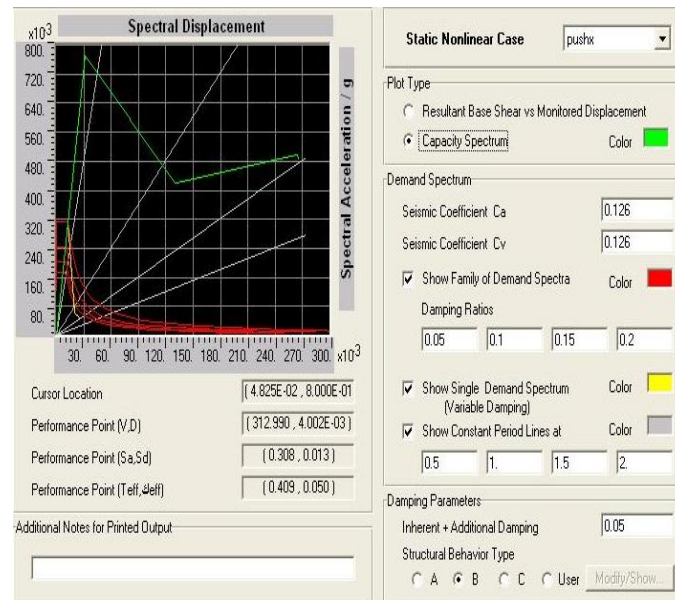 Spectral Displacement
x10³
800.
720.
640.
560.
480.
400.
320.
240.
160.
80.
Spectral Acceleration / g
30. 60. 90. 120. 150. 180. 210. 240. 270. 300. x10³
Cursor Location ( 4.825E-02 , 8.000E-01
Performance Point (V,D) ( 312.990 , 4.002E-03 )
Performance Point (Sa,Sd) ( 0.308 , 0.013 )
Performance Point (Teff,كeff) ( 0.409 , 0.050 )
Additional Notes for Printed Output
Static Nonlinear Case pushx
Plot Type
Resultant Base Shear vs Monitored Displacement
Capacity Spectrum Color
Demand Spectrum
Seismic Coefficient Ca 0.126
Seismic Coefficient Cv 0.126
Show Family of Demand Spectra Color
Damping Ratios
0.05 0.1 0.15 0.2
Show Single Demand Spectrum Color
(Variable Damping)
Show Constant Period Lines at Color
0.5 1. 1.5 2.
Damping Parameters
Inherent + Additional Damping 0.05
Structural Behavior Type
A B C User Modify/Show...